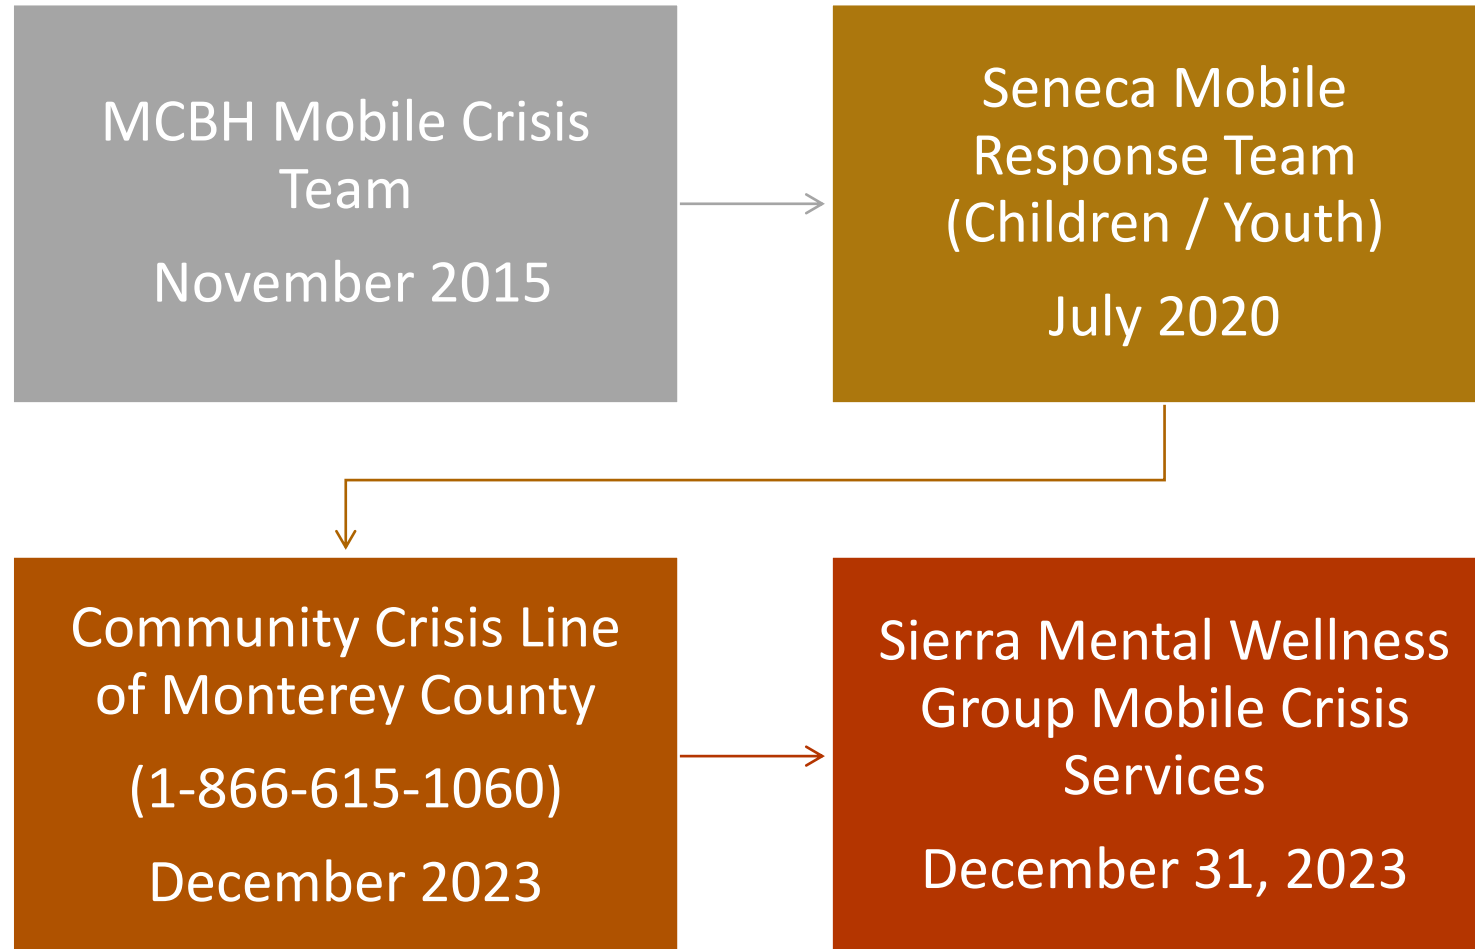 MCBH Mobile Crisis
Team
November 2015
Seneca Mobile
Response Team
(Children / Youth)
July 2020
Community Crisis Line
of Monterey County
(1-866-615-1060)
December 2023
Sierra Mental Wellness
Group Mobile Crisis
Services
December 31, 2023